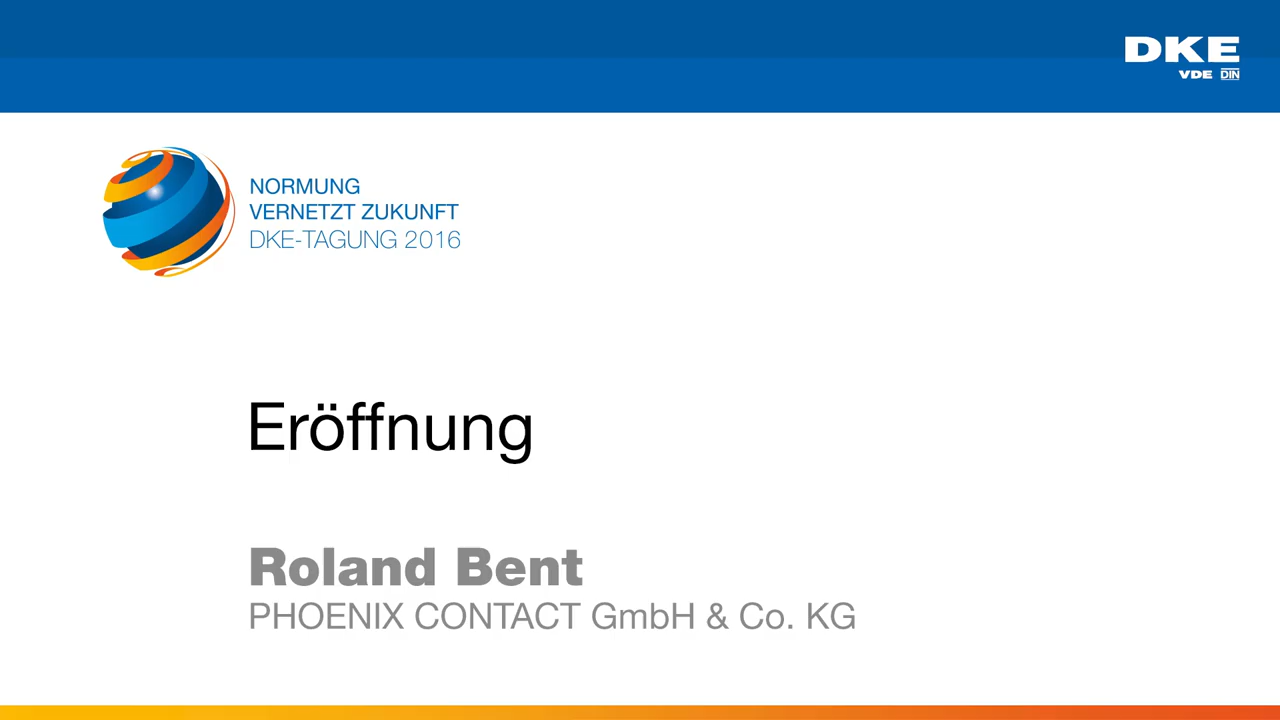 DKE
VDE DIN
NORMUNG
VERNETZT ZUKUNFT
DKE-TAGUNG 2016
Eröffnung
Roland Bent
PHOENIX CONTACT GmbH & Co. KG